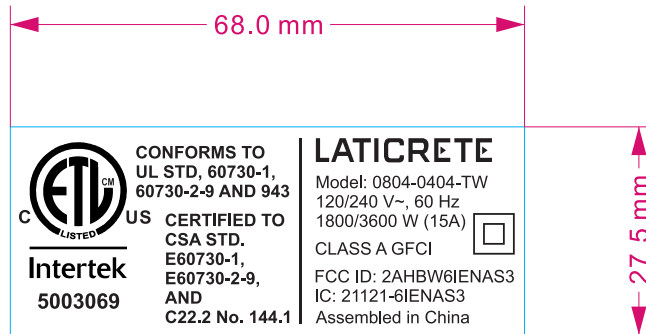 68.0 mm
CONFORMS TO
UL STD, 60730-1,
60730-2-9 AND 943
ETL
CM
C
US
LISTED
Intertek
5003069
CERTIFIED TO
CSA STD.
E60730-1,
E60730-2-9,
AND
C22.2 No. 144.1
LATICRETE
Model: 0804-0404-TW
120/240 V~, 60 Hz
1800/3600 W (15A)
CLASS A GFCI
FCC ID: 2AHBW6IENAS3
IC: 21121-6IENAS3
Assembled in China
27.5 mm